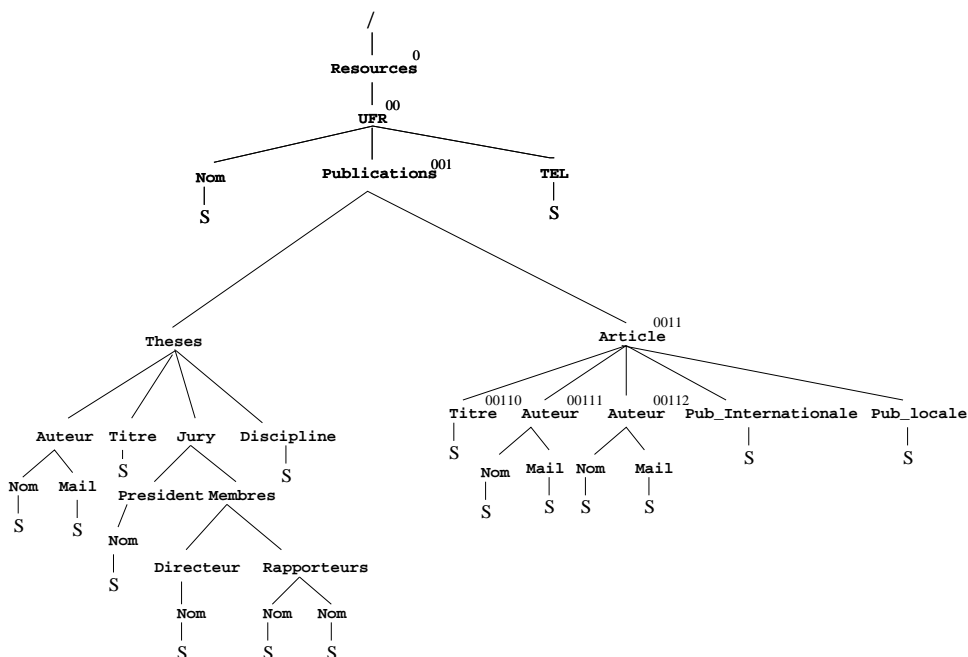 /
Resources 0
UFR 00
Nom Publications 001 TEL
S S
Theses Article 0011
Titre 00110 Auteur 00111 Auteur 00112 Pub_Internationale Pub_locale
Auteur Titre Jury Discipline
S S S
Nom Mail Nom Mail
S S
Nom Mail President Membres
S S S S
S S
Nom
S
Directeur Rapporteurs
Nom Nom Nom
S S S